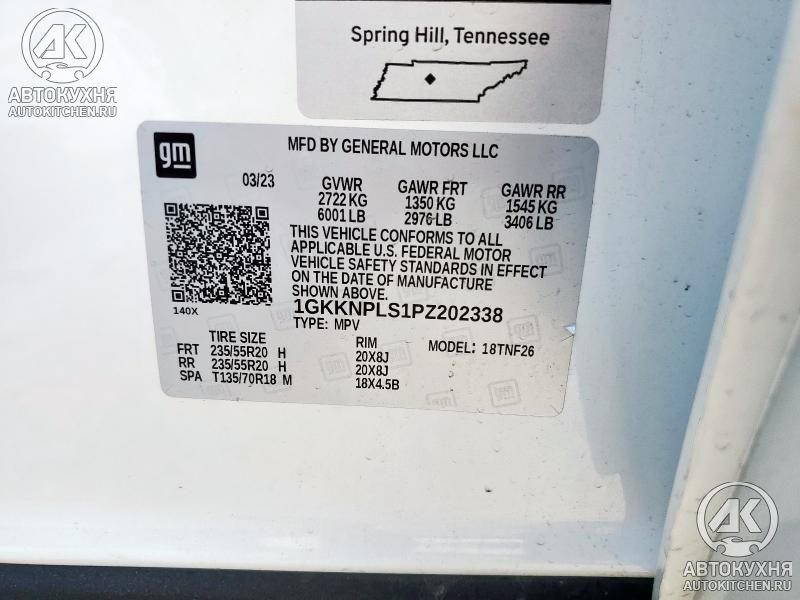 Spring Hill, Tennessee
АК
АВТОКУХНЯ
AUTOKITCHEN.RU
gm
MFD BY GENERAL MOTORS LLC
03/23
GVWR GAWR FRT GAWR RR
2722 KG 1350 KG 1545 KG
6001 LB 2976 LB 3406 LB
THIS VEHICLE CONFORMS TO ALL
APPLICABLE U.S. FEDERAL MOTOR
VEHICLE SAFETY STANDARDS IN EFFECT
ON THE DATE OF MANUFACTURE
SHOWN ABOVE.
140X
1GKKNPLS1PZ202338
TYPE: MPV
TIRE SIZE RIM MODEL: 18TNF26
FRT 235/55R20 H 20X8J
RR 235/55R20 H 20X8J
SPA T135/70R18 M 18X4.5B
АК
АВТОКУХНЯ
AUTOKITCHEN.RU